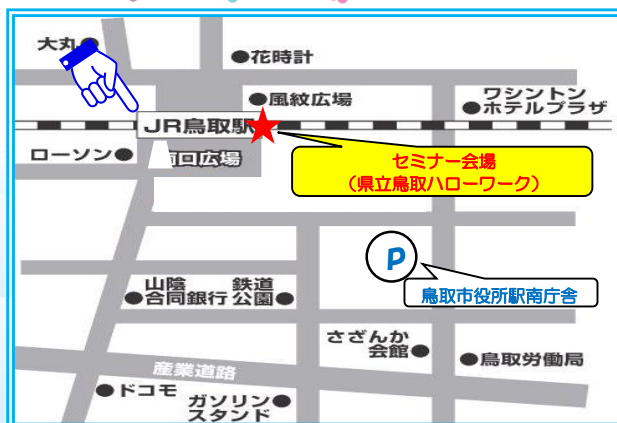 大丸
花時計
風紋広場
ワシントン
ホテルプラザ
JR鳥取駅
ローソン
南口広場
セミナー会場
（県立鳥取ハローワーク）
P
鳥取市役所駅南庁舎
山陰
合同銀行
鉄道
公園
さざんか
会館
鳥取労働局
産業道路
ドコモ
ガソリン
スタンド